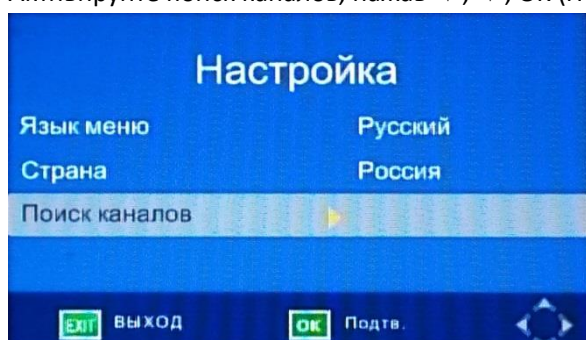 Настройка
Язык меню Русский
Страна Россия
Поиск каналов
EXIT ВЫХОД OK Подтв.